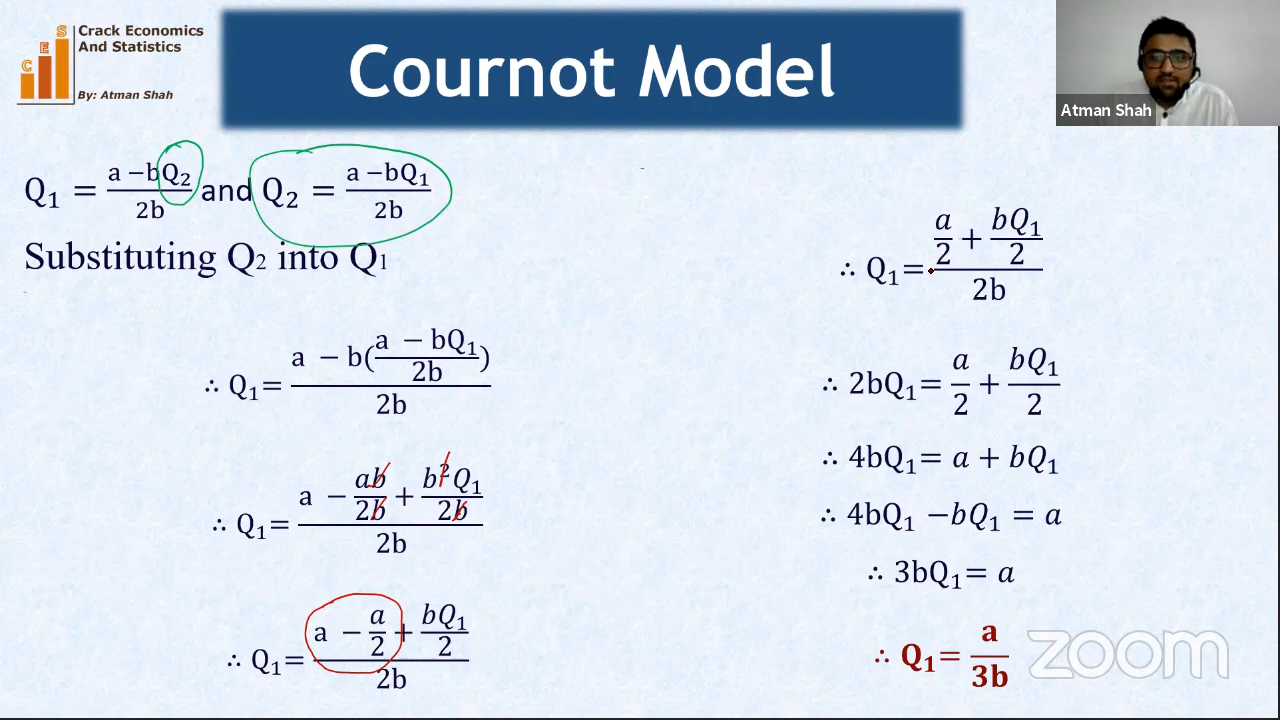 C E S
Crack Economics
And Statistics
By: Atman Shah
Cournot Model
Atman Shah
Q₁ = (a −bQ₂)/2b and Q₂ = (a −bQ₁)/2b
Substituting Q₂ into Q₁
∴ Q₁= (a − b((a − bQ₁)/2b))/2b
∴ Q₁= (a − ab/2b + b²Q₁/2b)/2b
∴ Q₁= (a − a/2 + bQ₁/2)/2b
∴ Q₁= (a/2 + bQ₁/2)/2b
∴ 2bQ₁= a/2 + bQ₁/2
∴ 4bQ₁= a + bQ₁
∴ 4bQ₁ −bQ₁ = a
∴ 3bQ₁= a
∴ Q₁= a/3b
zoom